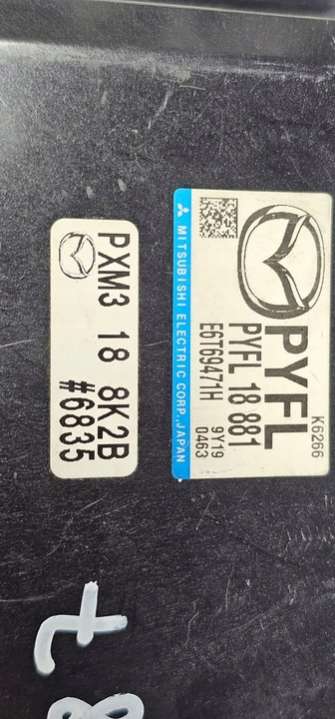 K6266
PYFL
PYFL 18 881
E6T69471H
9Y19
0463
MITSUBISHI ELECTRIC CORP. JAPAN
PXM3 18 8K2B
#6835